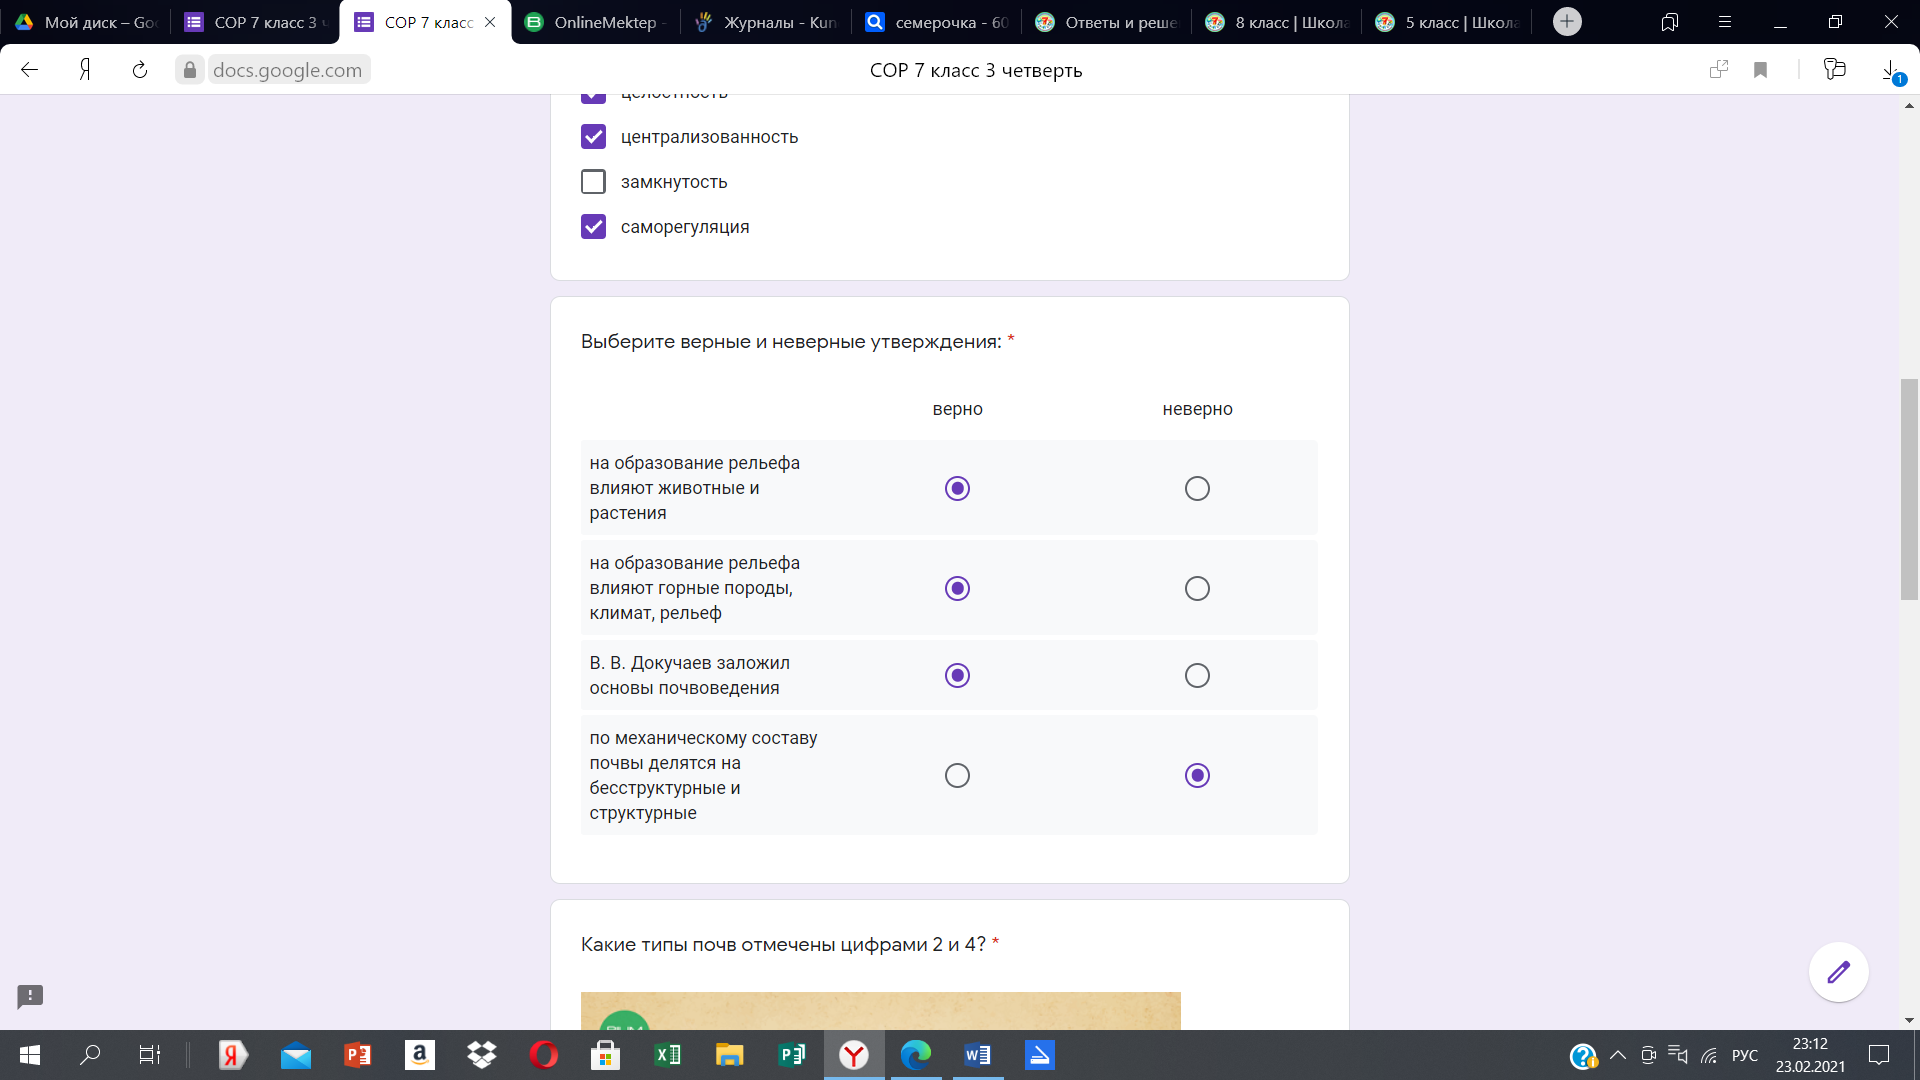 Мой диск – Goo
СОР 7 класс 3 ч
СОР 7 класс
OnlineMektep -
Журналы - Kun
семерочка - 60
Ответы и реше
8 класс | Школа
5 класс | Школа
docs.google.com
СОР 7 класс 3 четверть
1
целостность
централизованность
замкнутость
саморегуляция
Выберите верные и неверные утверждения: *
верно
неверно
на образование рельефа
влияют животные и
растения
на образование рельефа
влияют горные породы,
климат, рельеф
В. В. Докучаев заложил
основы почвоведения
по механическому составу
почвы делятся на
бесструктурные и
структурные
Какие типы почв отмечены цифрами 2 и 4? *
РУС
23:12
23.02.2021